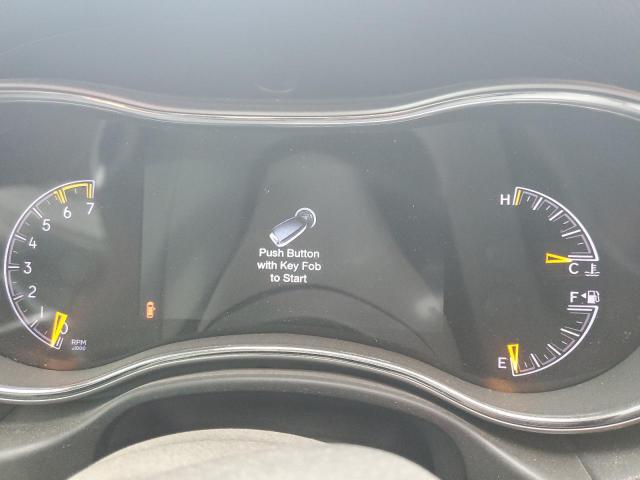 7
6
5
4
3
2
1
0
RPM
x1000
Push Button
with Key Fob
to Start
H
C
F
E